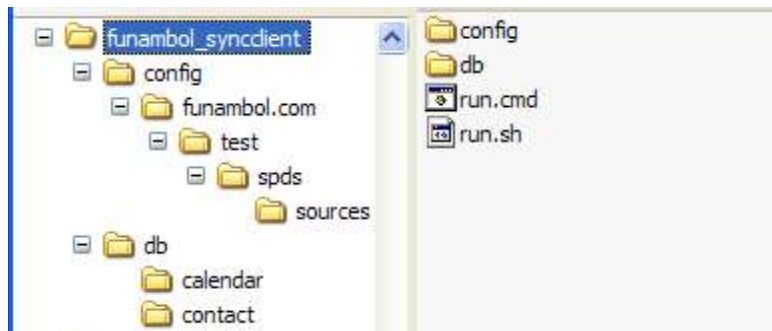 funambol_syncclient
config
funambol.com
test
spds
sources
db
calendar
contact
config
db
run.cmd
run.sh